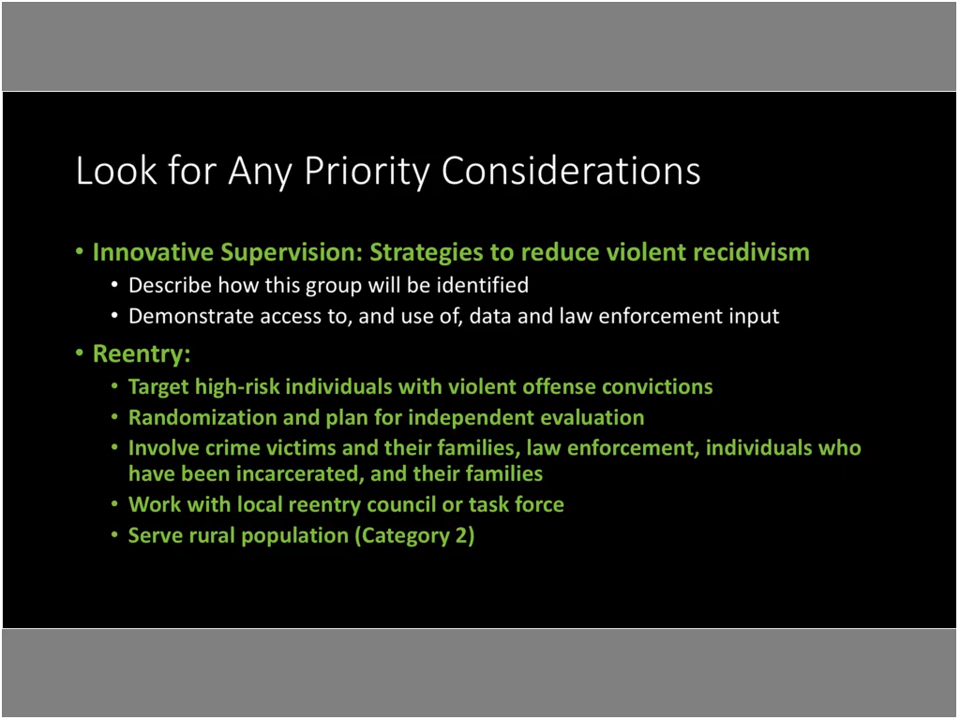 Look for Any Priority Considerations
• Innovative Supervision: Strategies to reduce violent recidivism
• Describe how this group will be identified
• Demonstrate access to, and use of, data and law enforcement input
• Reentry:
• Target high-risk individuals with violent offense convictions
• Randomization and plan for independent evaluation
• Involve crime victims and their families, law enforcement, individuals who
have been incarcerated, and their families
• Work with local reentry council or task force
• Serve rural population (Category 2)